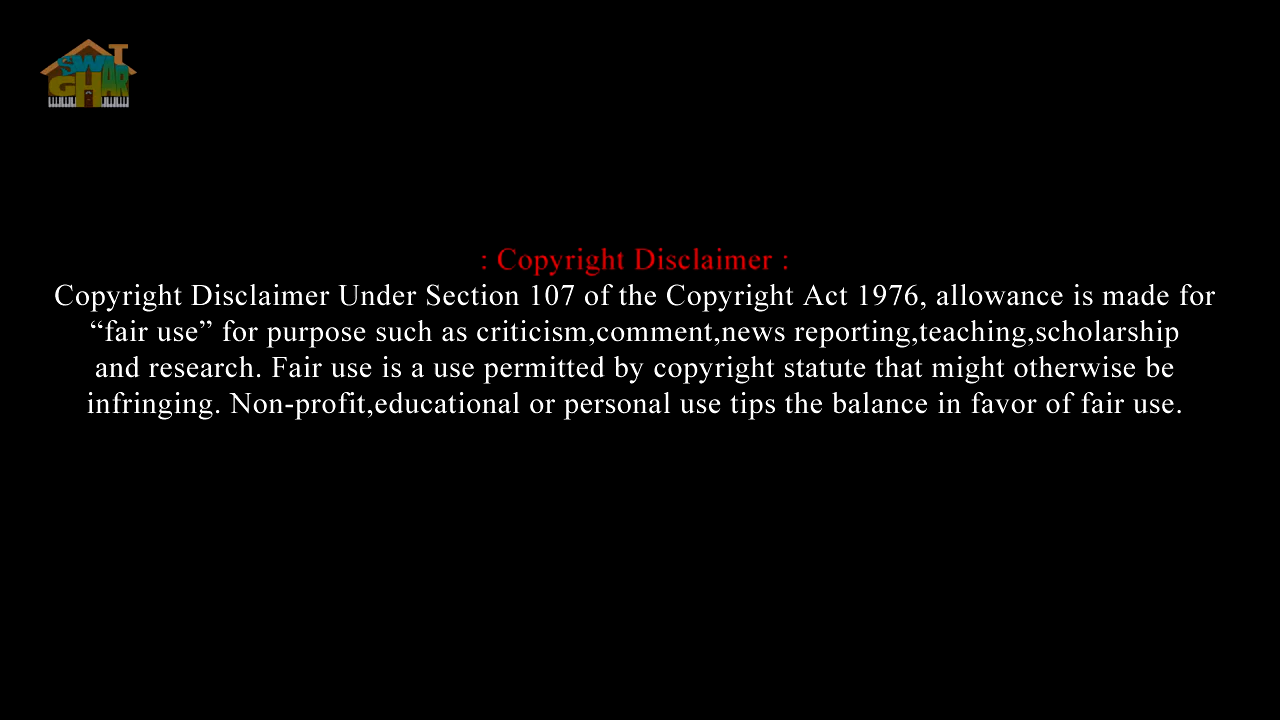 SWIT
GHAR
: Copyright Disclaimer :
Copyright Disclaimer Under Section 107 of the Copyright Act 1976, allowance is made for
“fair use” for purpose such as criticism,comment,news reporting,teaching,scholarship
and research. Fair use is a use permitted by copyright statute that might otherwise be
infringing. Non-profit,educational or personal use tips the balance in favor of fair use.